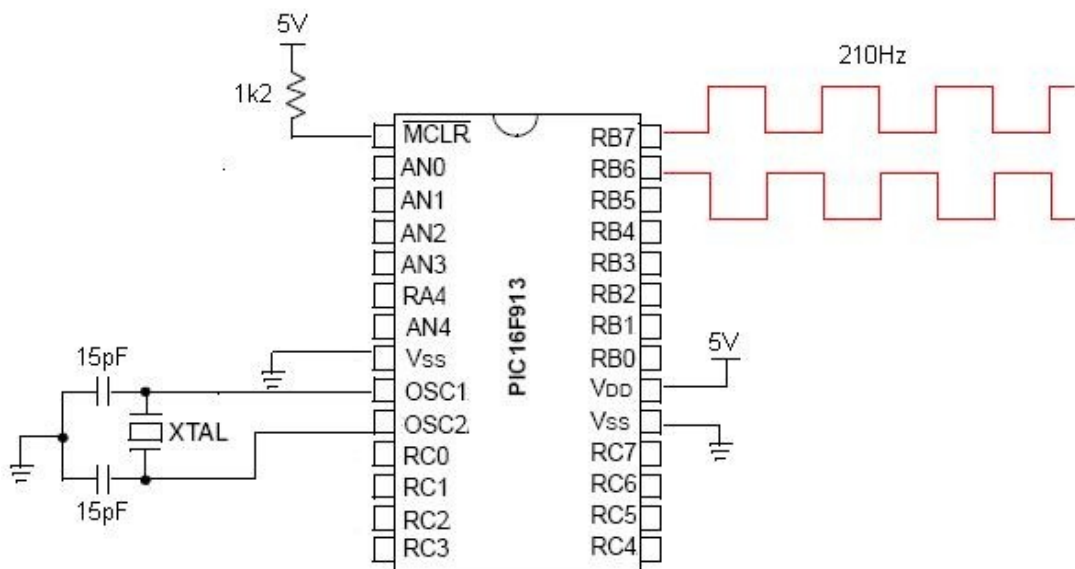 5V
1k2
210Hz
MCLR
AN0
AN1
AN2
AN3
RA4
AN4
Vss
OSC1
OSC2
RC0
RC1
RC2
RC3
PIC16F913
RB7
RB6
RB5
RB4
RB3
RB2
RB1
RB0
VDD
Vss
RC7
RC6
RC5
RC4
5V
15pF
XTAL
15pF